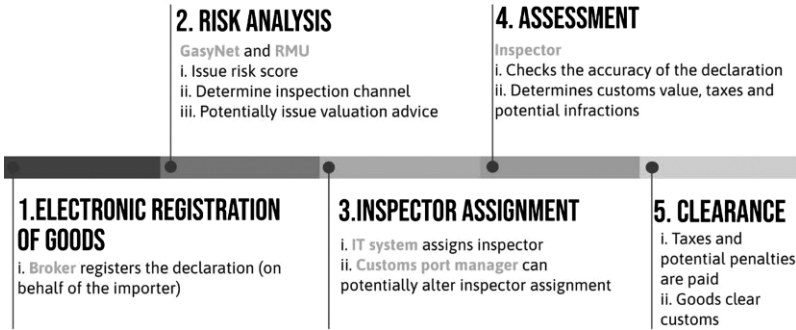 1.ELECTRONIC REGISTRATION
OF GOODS
i. Broker registers the declaration (on
behalf of the importer)
2. RISK ANALYSIS
GasyNet and RMU
i. Issue risk score
ii. Determine inspection channel
iii. Potentially issue valuation advice
3.INSPECTOR ASSIGNMENT
i. IT system assigns inspector
ii. Customs port manager can
potentially alter inspector assignment
4. ASSESSMENT
Inspector
i. Checks the accuracy of the declaration
ii. Determines customs value, taxes and
potential infractions
5. CLEARANCE
i. Taxes and
potential penalties
are paid
ii. Goods clear
customs